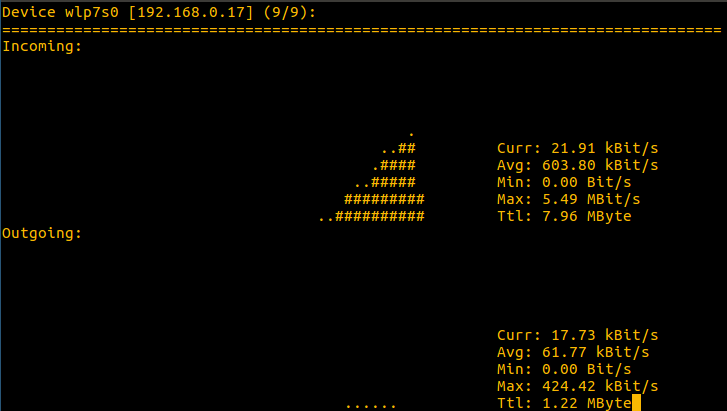 Device wlp7s0 [192.168.0.17] (9/9):
================================================================================
Incoming:
.
..## Curr: 21.91 kBit/s
.#### Avg: 603.80 kBit/s
..##### Min: 0.00 Bit/s
######### Max: 5.49 MBit/s
..########## Ttl: 7.96 MByte
Outgoing:
Curr: 17.73 kBit/s
Avg: 61.77 kBit/s
Min: 0.00 Bit/s
Max: 424.42 kBit/s
...... Ttl: 1.22 MByte